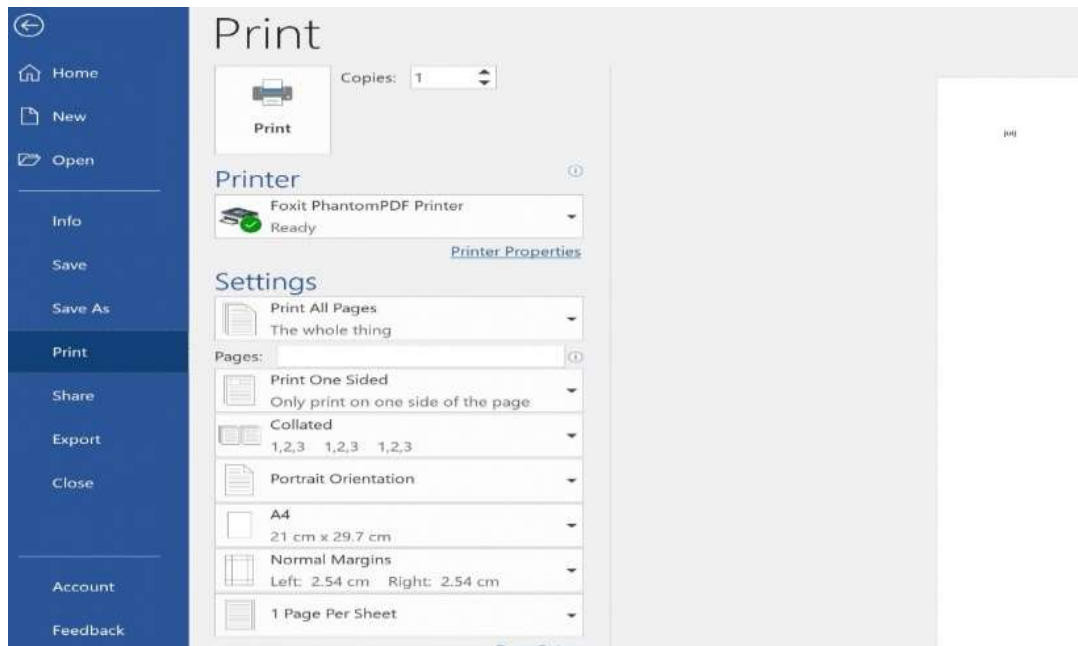 Print
Home
New
Open
Info
Save
Save As
Print
Share
Export
Close
Account
Feedback
Copies: 1
Print
Printer
Foxit PhantomPDF Printer
Ready
Printer Properties
Settings
Print All Pages
The whole thing
Pages:
Print One Sided
Only print on one side of the page
Collated
1,2,3 1,2,3 1,2,3
Portrait Orientation
A4
21 cm x 29.7 cm
Normal Margins
Left: 2.54 cm Right: 2.54 cm
1 Page Per Sheet